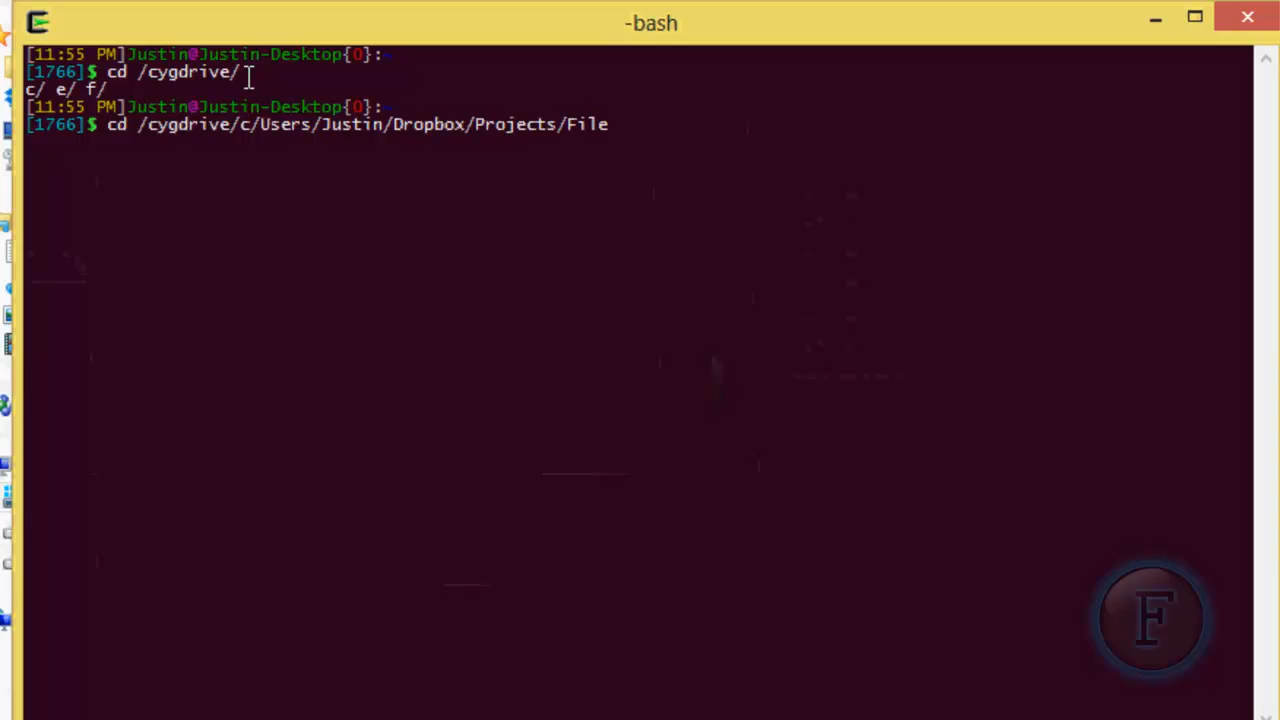 -bash
[11:55 PM]Justin@Justin-Desktop{0}:~
[1766]$ cd /cygdrive/
c/ e/ f/
[11:55 PM]Justin@Justin-Desktop{0}:~
[1766]$ cd /cygdrive/c/Users/Justin/Dropbox/Projects/File
F